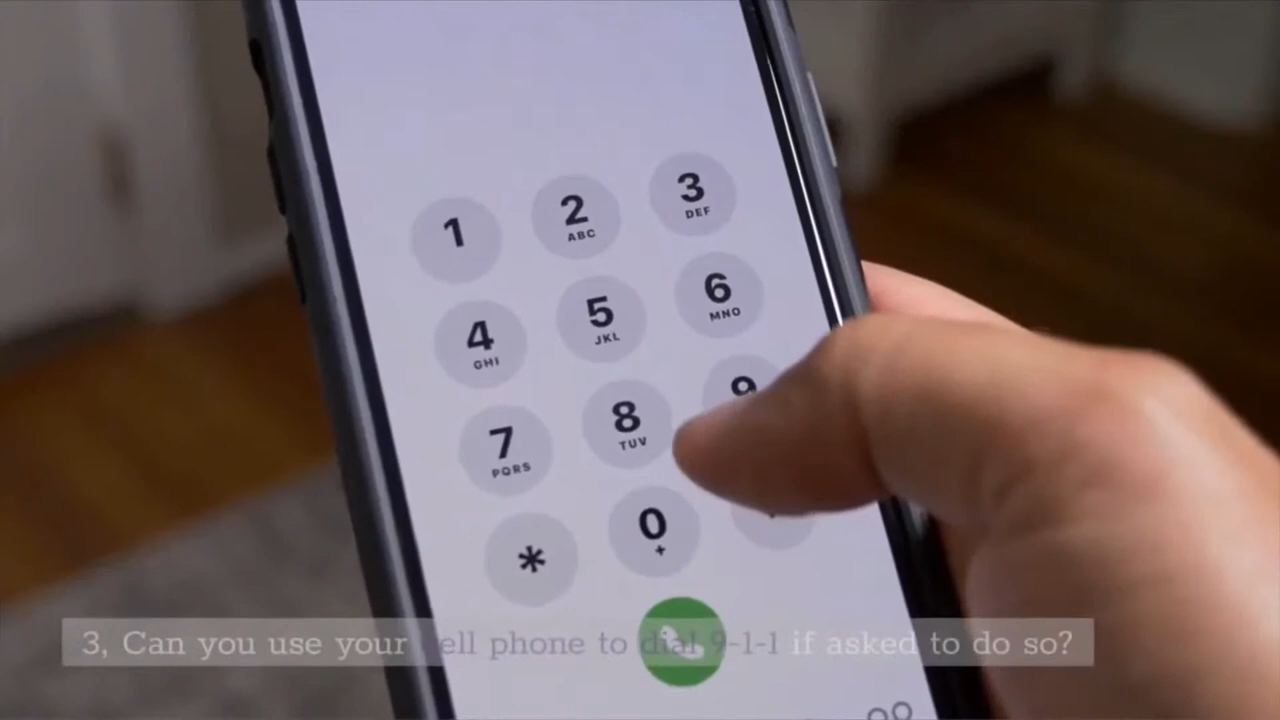 1
2
ABC
3
DEF
4
GHI
5
JKL
6
MNO
7
PQRS
8
TUV
9
*
0
+
3, Can you use your cell phone to dial 9-1-1 if asked to do so?